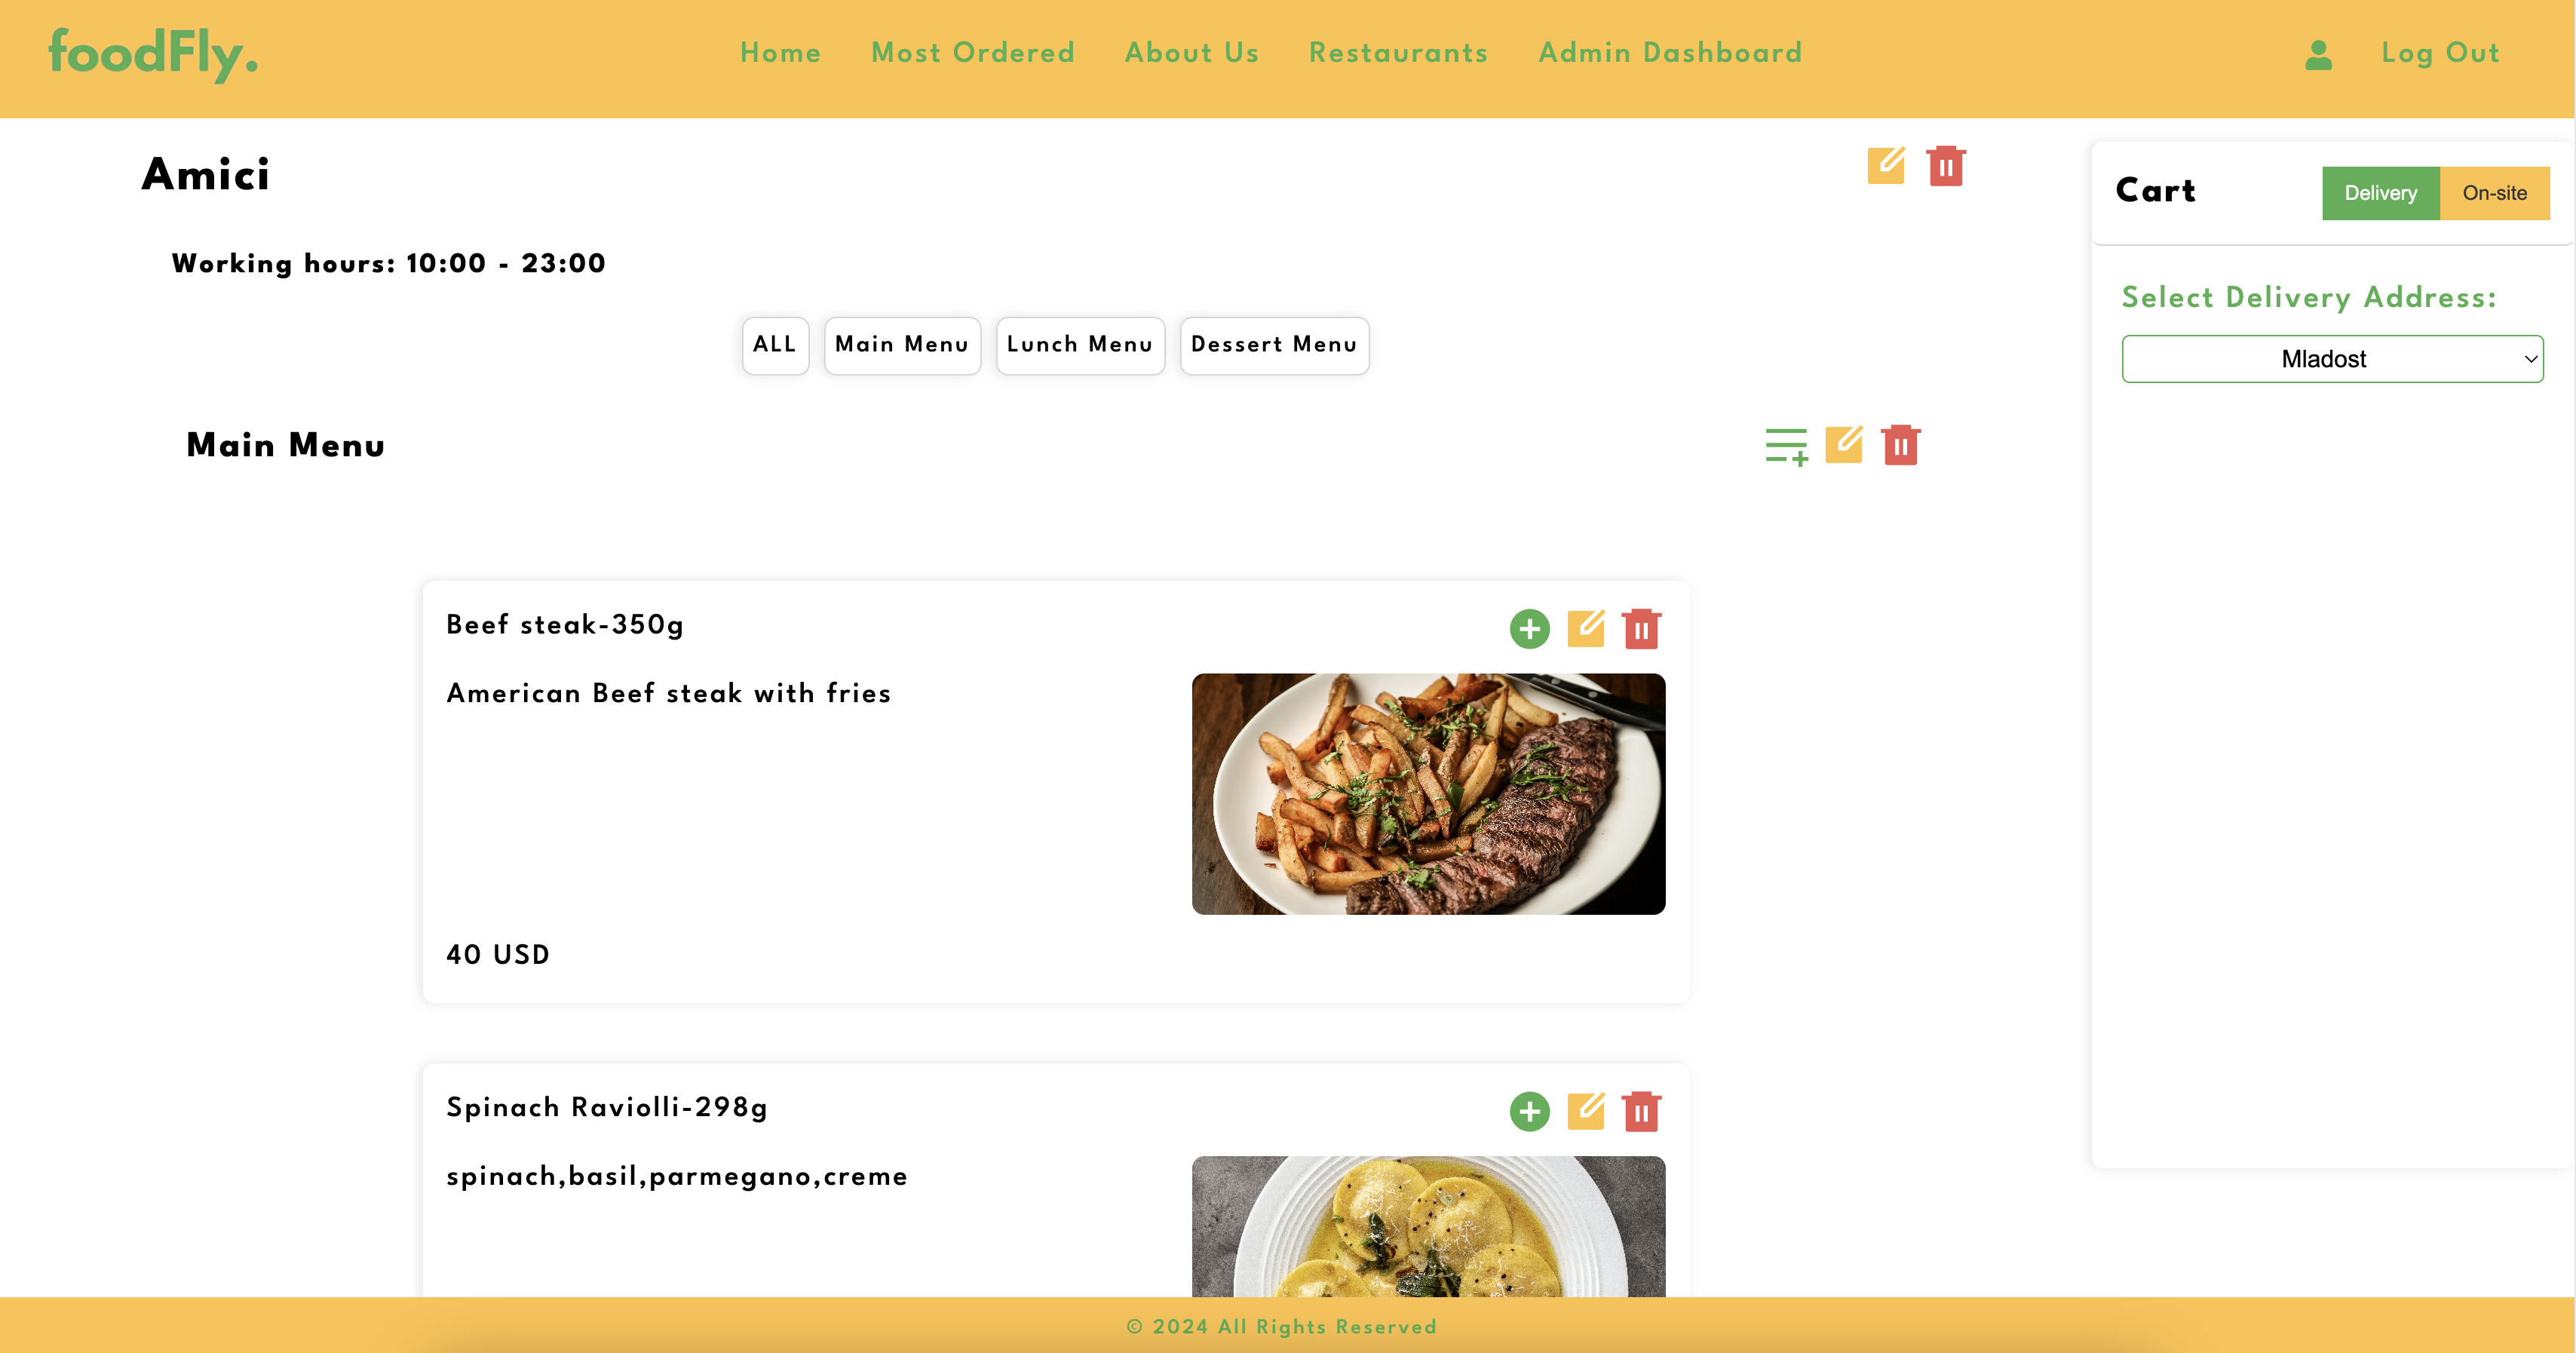 foodFly.
Home Most Ordered About Us Restaurants Admin Dashboard
Log Out
Amici
Working hours: 10:00 - 23:00
ALL Main Menu Lunch Menu Dessert Menu
Main Menu
Beef steak-350g
American Beef steak with fries
40 USD
Spinach Raviolli-298g
spinach,basil,parmegano,creme
Cart
Delivery On-site
Select Delivery Address:
Mladost
© 2024 All Rights Reserved